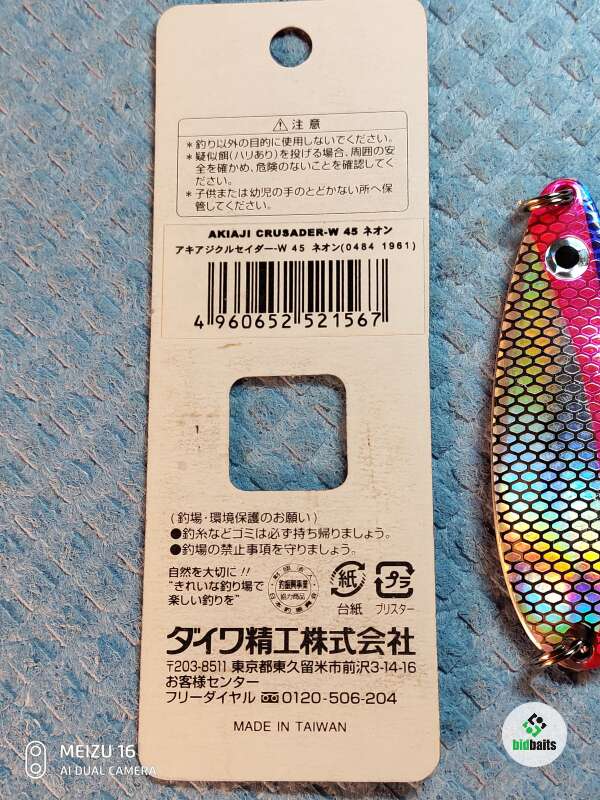 ⚠注意
*釣り以外の目的に使用しないでください。
*疑似餌(ハリあり)を投げる場合、周囲の安
全を確かめ、危険のないことを確認してく
ださい。
*子供または幼児の手のとどかない所へ保
管してください。
AKIAJI CRUSADER-W 45 ネオン
アキアジクルセイダー-W 45 ネオン(0484 1961)
4 960652 521567
(釣場・環境保護のお願い)
●釣糸などゴミは必ず持ち帰りましょう。
●釣場の禁止事項を守りましょう。
自然を大切に!!
"きれいな釣り場で
楽しい釣りを"
釣振興事業
協力商品
紙
台紙
プラ
ブリスター
ダイワ精工株式会社
〒203-8511 東京都東久留米市前沢3-14-16
お客様センター
フリーダイヤル 0120-506-204
MADE IN TAIWAN
MEIZU 16
AI DUAL CAMERA
bidbaits